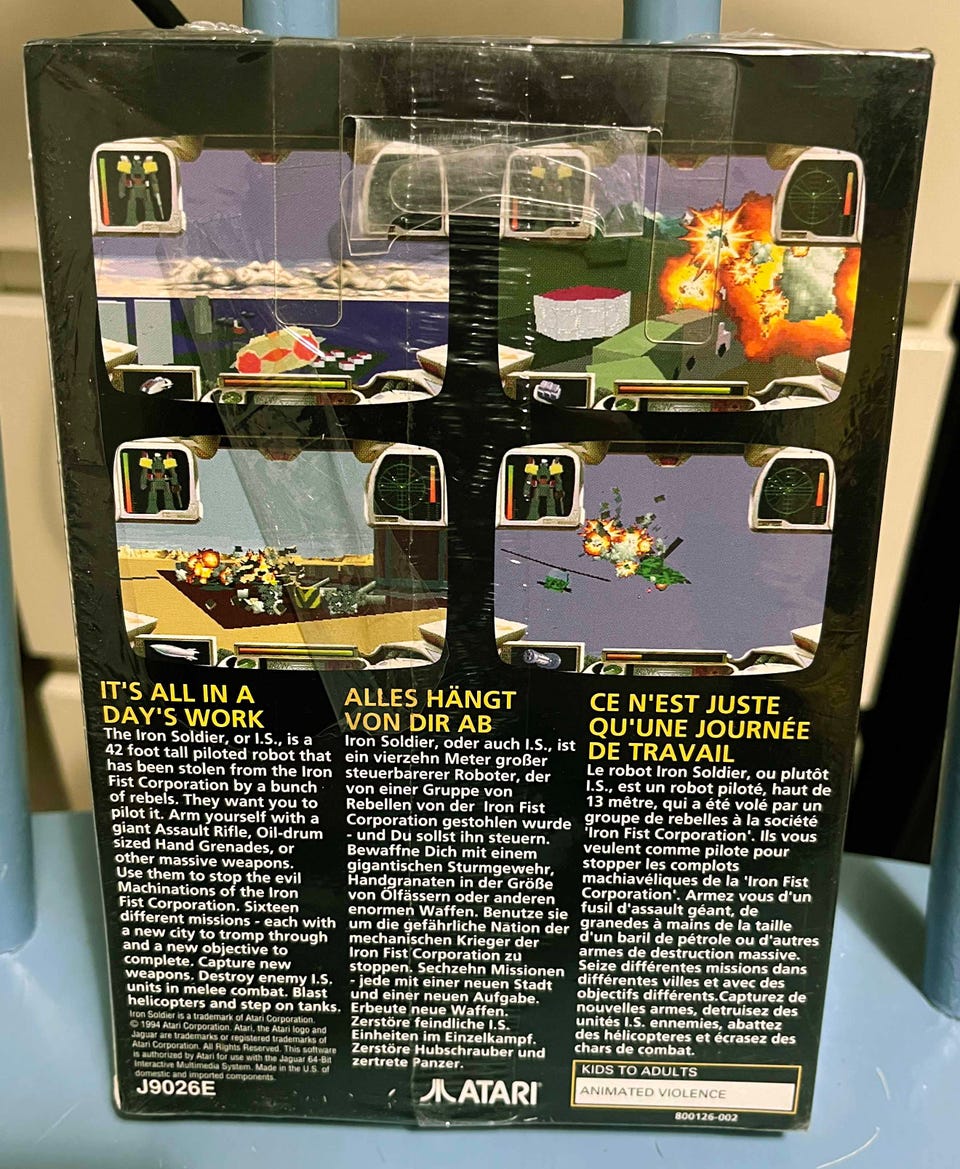 IT'S ALL IN A
DAY'S WORK
The Iron Soldier, or I.S., is a
42 foot tall piloted robot that
has been stolen from the Iron
Fist Corporation by a bunch
of rebels. They want you to
pilot it. Arm yourself with a
giant Assault Rifle, Oil-drum
sized Hand Grenades, or
other massive weapons.
Use them to stop the evil
Machinations of the Iron
Fist Corporation. Sixteen
different missions - each with
a new city to tromp through
and a new objective to
complete. Capture new
weapons. Destroy enemy I.S.
units in melee combat. Blast
helicopters and step on tanks.
Iron Soldier is a trademark of Atari Corporation.
© 1994 Atari Corporation. Atari, the Atari logo and
Jaguar are trademarks or registered trademarks of
Atari Corporation. All Rights Reserved. This software
is authorized by Atari for use with the Jaguar 64-Bit
Interactive Multimedia System. Made in the U.S. of
domestic and imported components.
J9026E
ALLES HÄNGT
VON DIR AB
Iron Soldier, oder auch I.S., ist
ein vierzehn Meter großer
steuerbarerer Roboter, der
von einer Gruppe von
Rebellen von der Iron Fist
Corporation gestohlen wurde
- und Du sollst ihn steuern.
Bewaffne Dich mit einem
gigantischen Sturmgewehr,
Handgranaten in der Größe
von Ölfässern oder anderen
enormen Waffen. Benutze sie
um die gefährliche Nation der
mechanischen Krieger der
Iron Fist Corporation zu
stoppen. Sechzehn Missionen
- jede mit einer neuen Stadt
und einer neuen Aufgabe.
Erbeute neue Waffen.
Zerstöre feindliche I.S.
Einheiten im Einzelkampf.
Zerstöre Hubschrauber und
zertrete Panzer.
ATARI®
CE N'EST JUSTE
QU'UNE JOURNÉE
DE TRAVAIL
Le robot Iron Soldier, ou plutôt
I.S., est un robot piloté, haut de
13 mêtre, qui a été volé par un
groupe de rebelles à la société
'Iron Fist Corporation'. Ils vous
veulent comme pilote pour
stopper les complots
machiavéliques de la 'Iron Fist
Corporation'. Armez vous d'un
fusil d'assault géant, de
granedes à mains de la taille
d'un baril de pétrole ou d'autres
armes de destruction massive.
Seize différentes missions dans
différentes villes et avec des
objectifs différents.Capturez de
nouvelles armes, detruisez des
unités I.S. ennemies, abattez
des hélicopteres et écrasez des
chars de combat.
KIDS TO ADULTS
ANIMATED VIOLENCE
800126-002